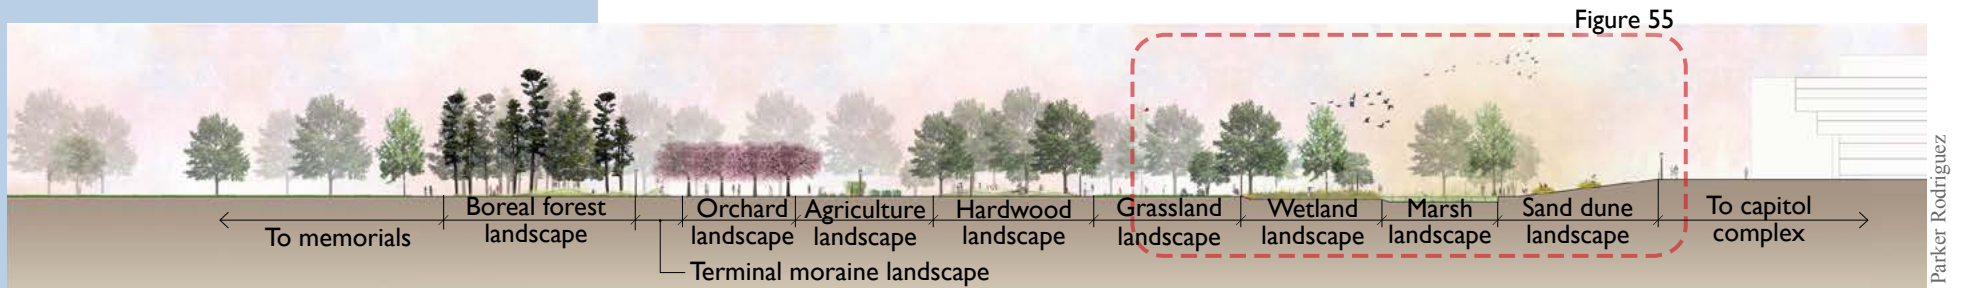 Figure 55
To memorials
Boreal forest
landscape
Terminal moraine landscape
Orchard
landscape
Agriculture
landscape
Hardwood
landscape
Grassland
landscape
Wetland
landscape
Marsh
landscape
Sand dune
landscape
To capitol
complex
Parker Rodriguez